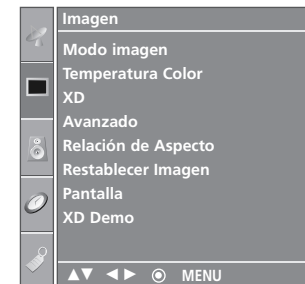 Imagen
Modo imagen
Temperatura Color
XD
Avanzado
Relación de Aspecto
Restablecer Imagen
Pantalla
XD Demo
▲▼ ◄► ◉ MENU